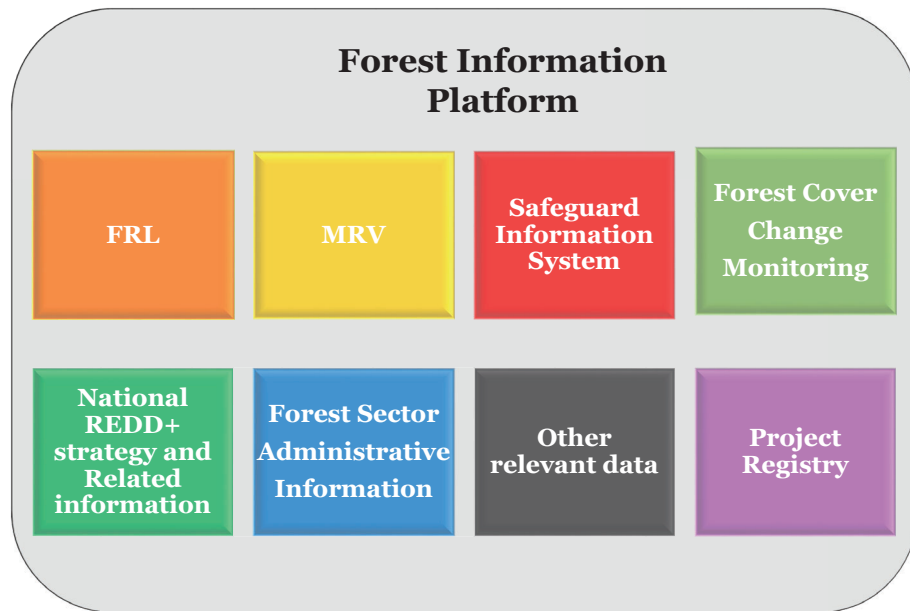 Forest Information
Platform
FRL
MRV
Safeguard
Information
System
Forest Cover
Change
Monitoring
National
REDD+
strategy and
Related
information
Forest Sector
Administrative
Information
Other
relevant data
Project
Registry